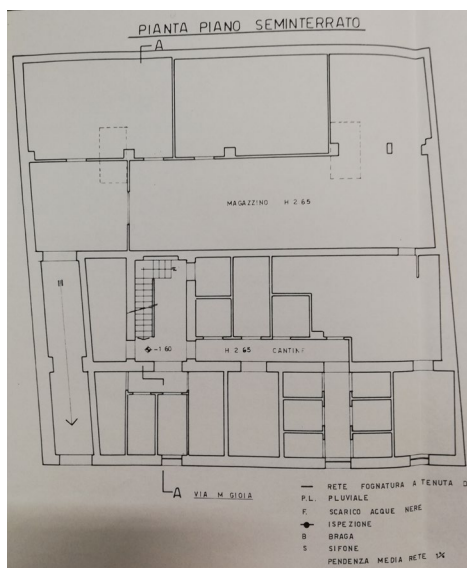 PIANTA PIANO SEMINTERRATO
A
MAGAZZINO H 2.65
-1.60
H 2.65 CANTINE
A VIA M. GIOIA
RETE FOGNATURA A TENUTA D
P.L. PLUVIALE
F. SCARICO ACQUE NERE
ISPEZIONE
B BRAGA
S SIFONE
PENDENZA MEDIA RETE 1%